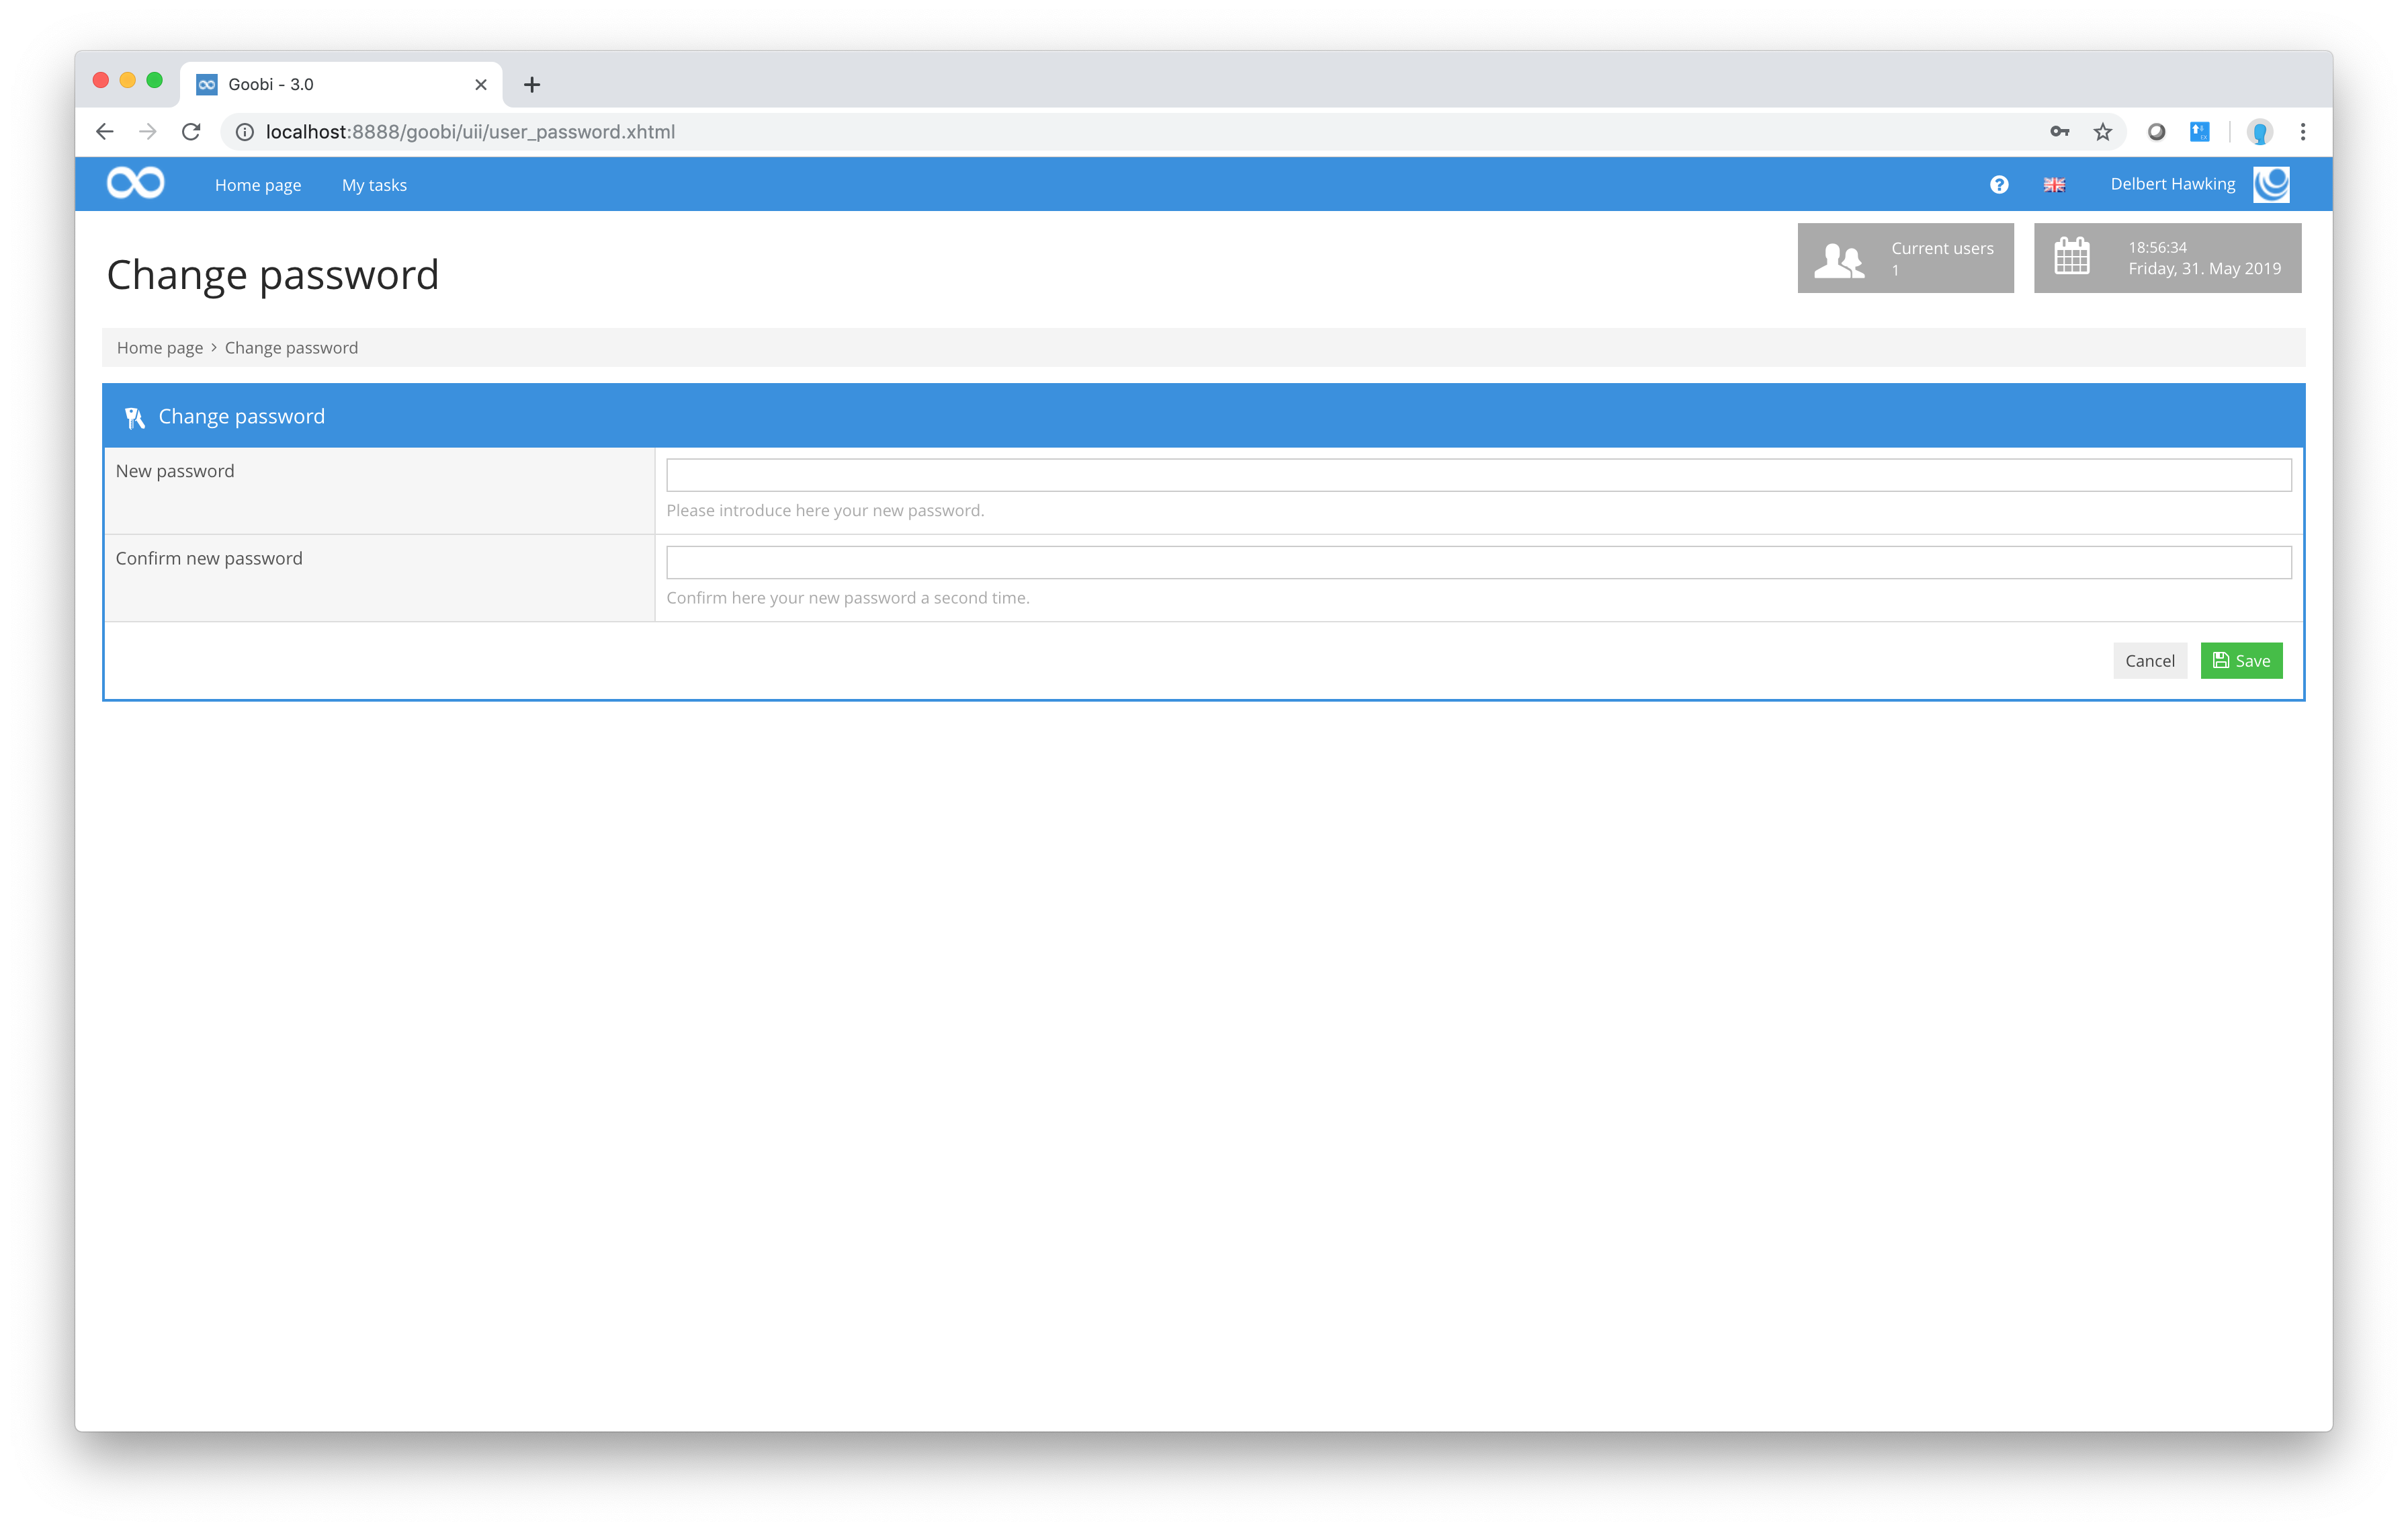 Goobi - 3.0
localhost:8888/goobi/uii/user_password.xhtml
Home page My tasks Delbert Hawking
Change password
Current users
1
18:56:34
Friday, 31. May 2019
Home page > Change password
Change password
New password
Please introduce here your new password.
Confirm new password
Confirm here your new password a second time.
Cancel Save